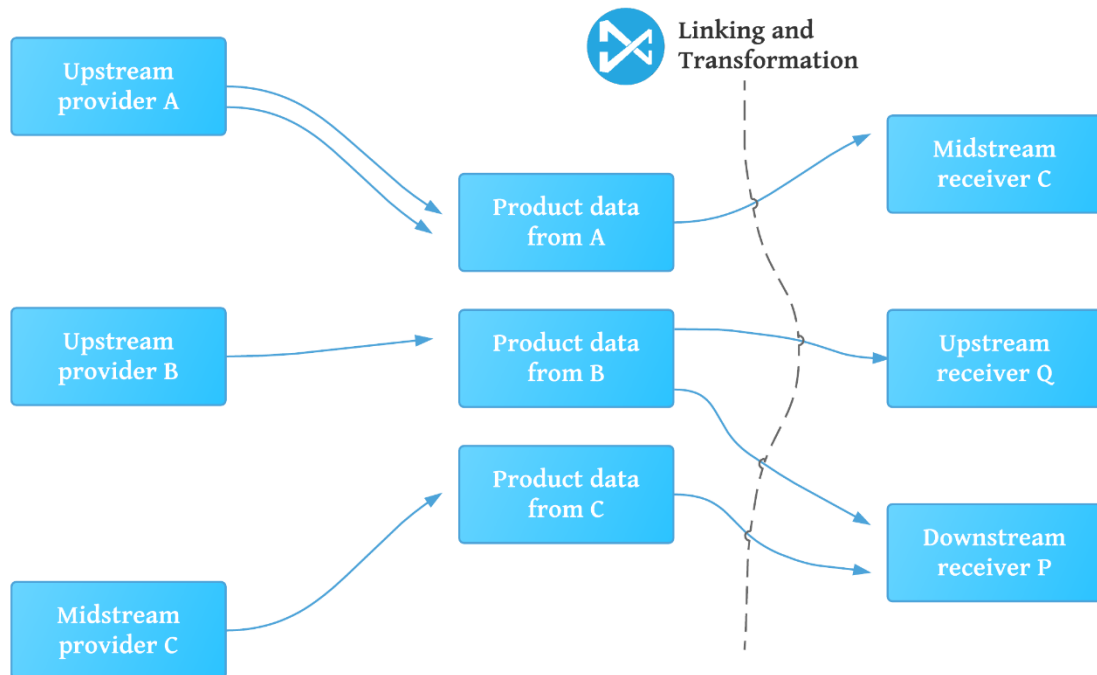 Linking and
Transformation
Upstream
provider A
Midstream
receiver C
Product data
from A
Upstream
provider B
Product data
from B
Upstream
receiver Q
Product data
from C
Downstream
receiver P
Midstream
provider C